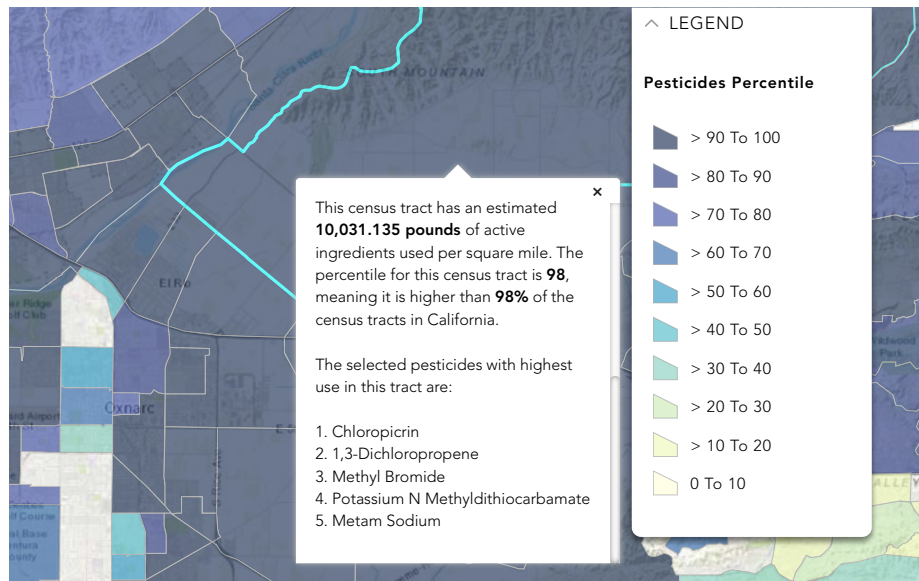 LEGEND
Pesticides Percentile
> 90 To 100
> 80 To 90
> 70 To 80
> 60 To 70
> 50 To 60
> 40 To 50
> 30 To 40
> 20 To 30
> 10 To 20
0 To 10
MOUNTAIN
This census tract has an estimated
10,031.135 pounds of active
ingredients used per square mile. The
percentile for this census tract is 98,
meaning it is higher than 98% of the
census tracts in California.
The selected pesticides with highest
use in this tract are:
1. Chloropicrin
2. 1,3-Dichloropropene
3. Methyl Bromide
4. Potassium N Methyldithiocarbamate
5. Metam Sodium
El Rio
Oxnarc
Wildwood
Park